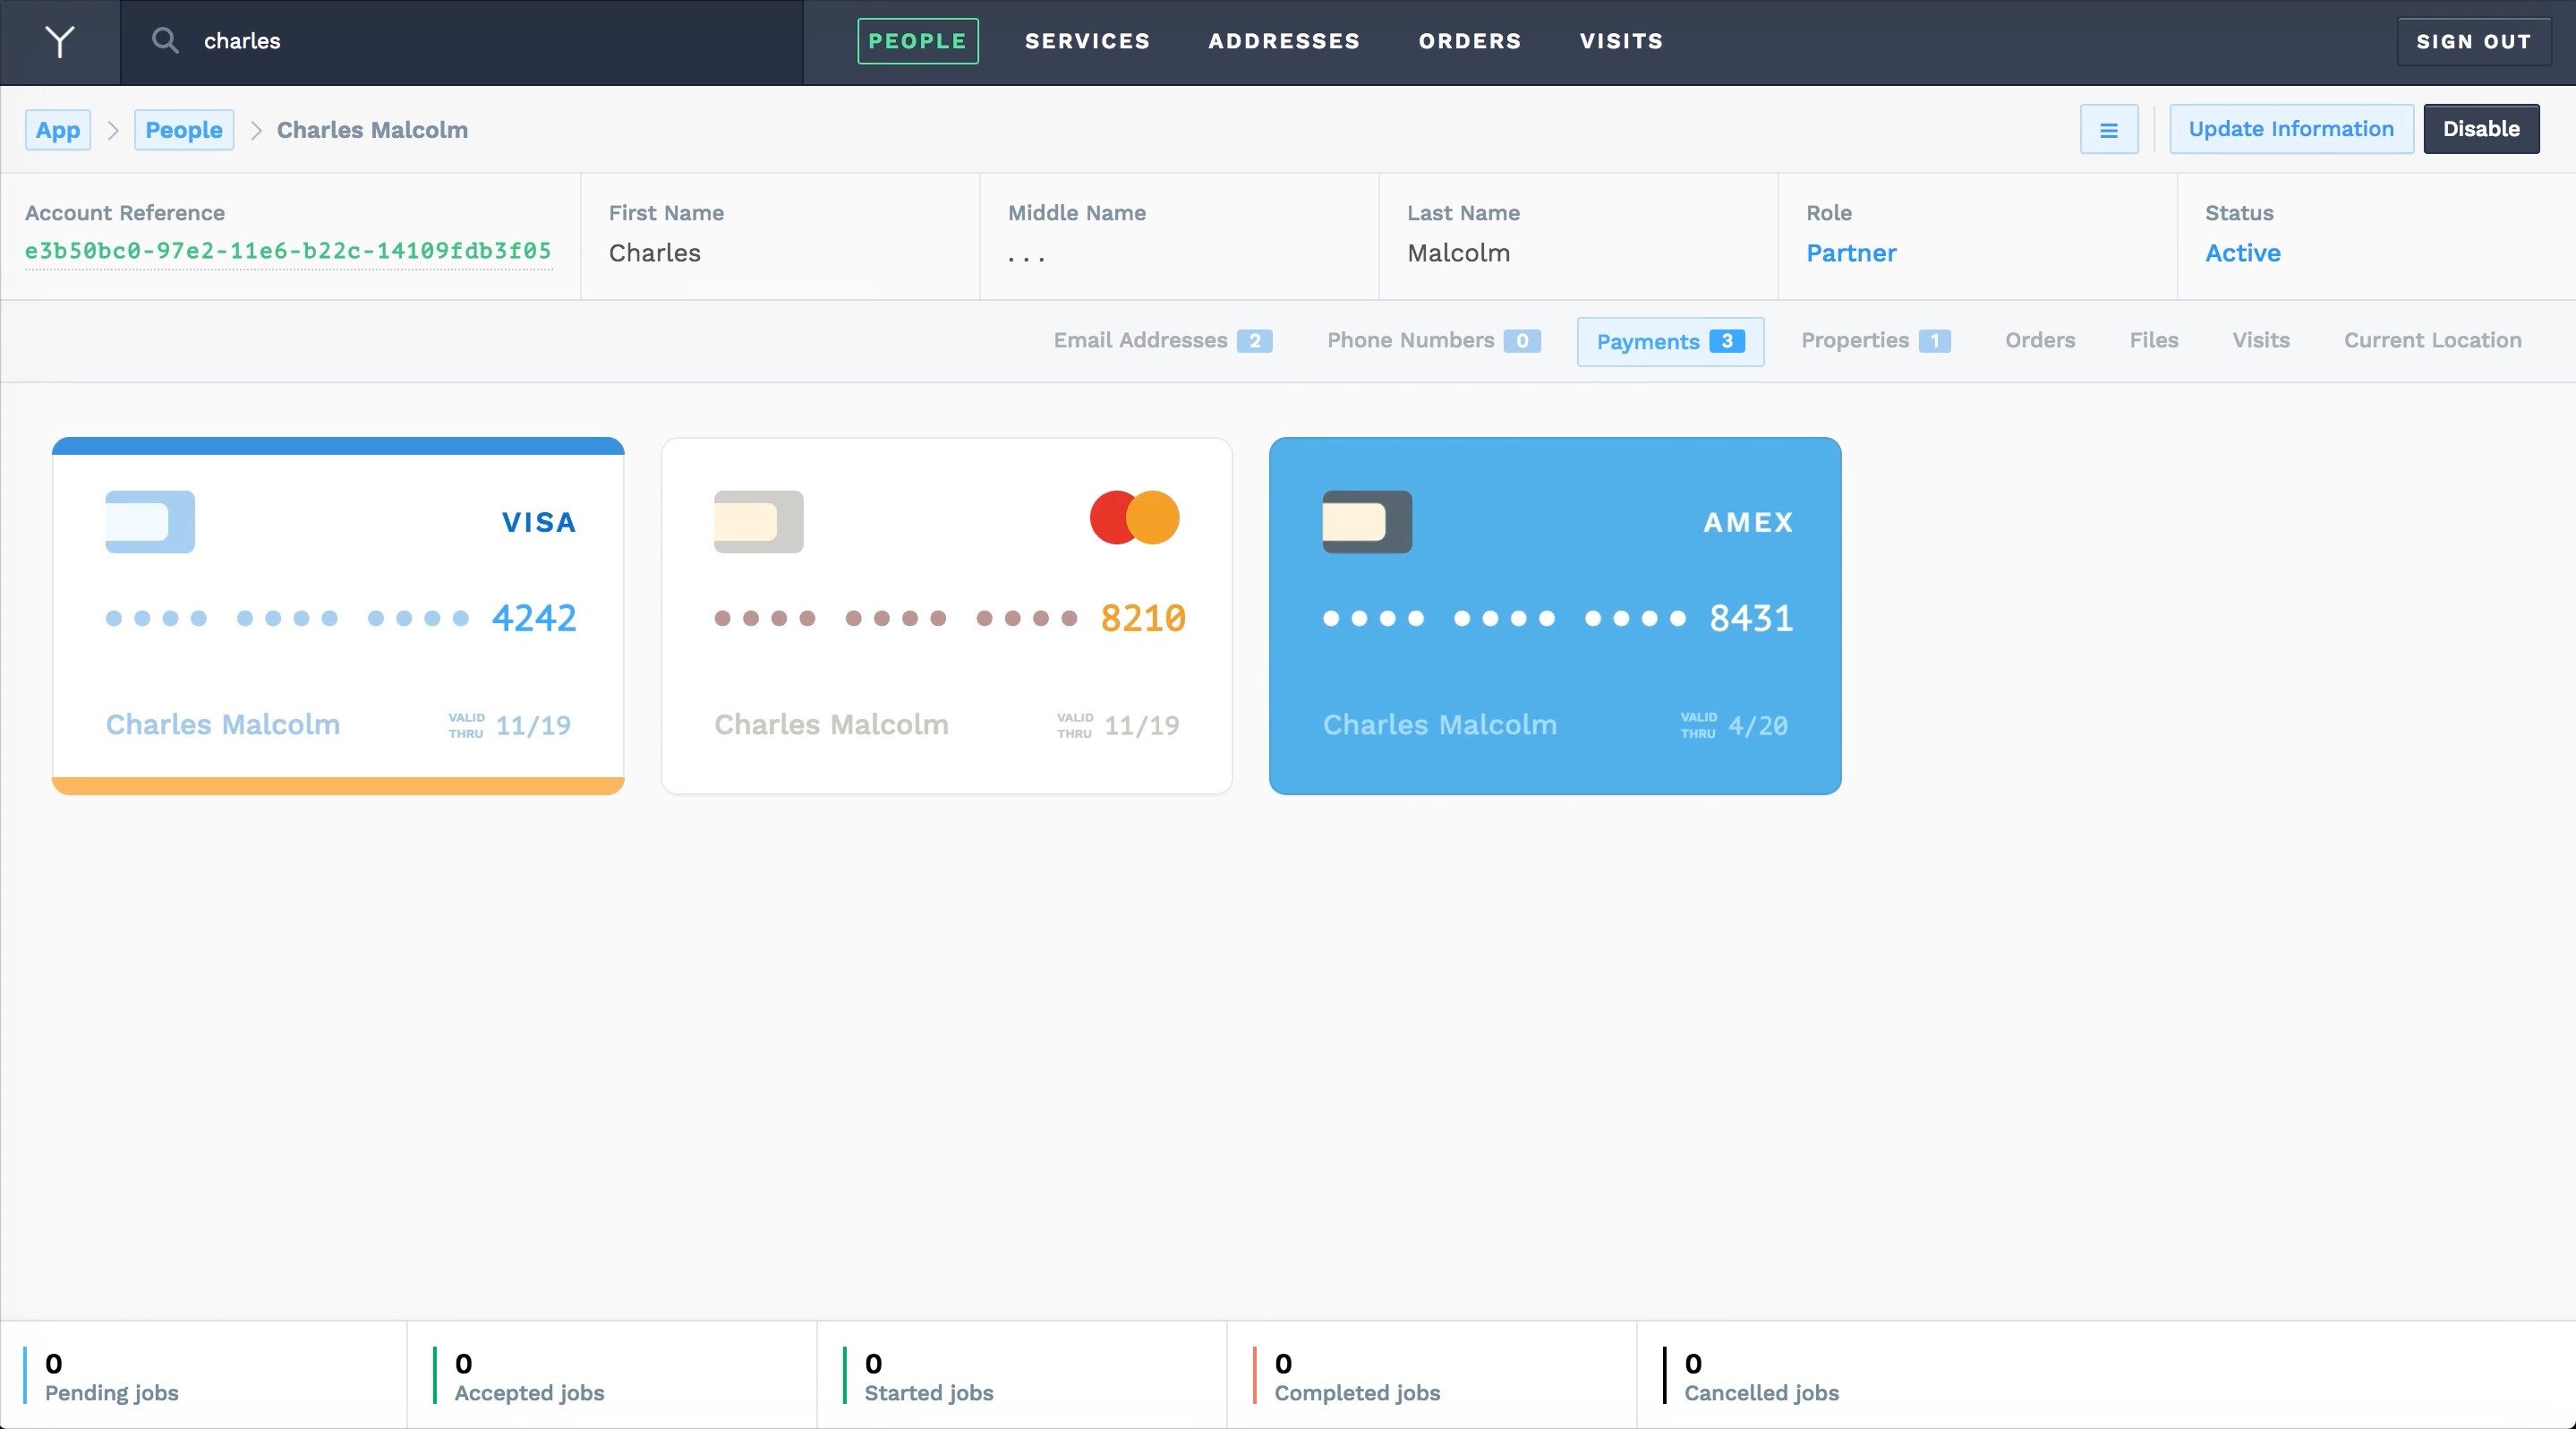 charles
PEOPLE SERVICES ADDRESSES ORDERS VISITS SIGN OUT
App People Charles Malcolm Update Information Disable
Account Reference First Name Middle Name Last Name Role Status
e3b50bc0-97e2-11e6-b22c-14109fdb3f05 Charles ... Malcolm Partner Active
Email Addresses 2 Phone Numbers 0 Payments 3 Properties 1 Orders Files Visits Current Location
VISA
4242
Charles Malcolm VALID THRU 11/19
8210
Charles Malcolm VALID THRU 11/19
AMEX
8431
Charles Malcolm VALID THRU 4/20
0
Pending jobs
0
Accepted jobs
0
Started jobs
0
Completed jobs
0
Cancelled jobs